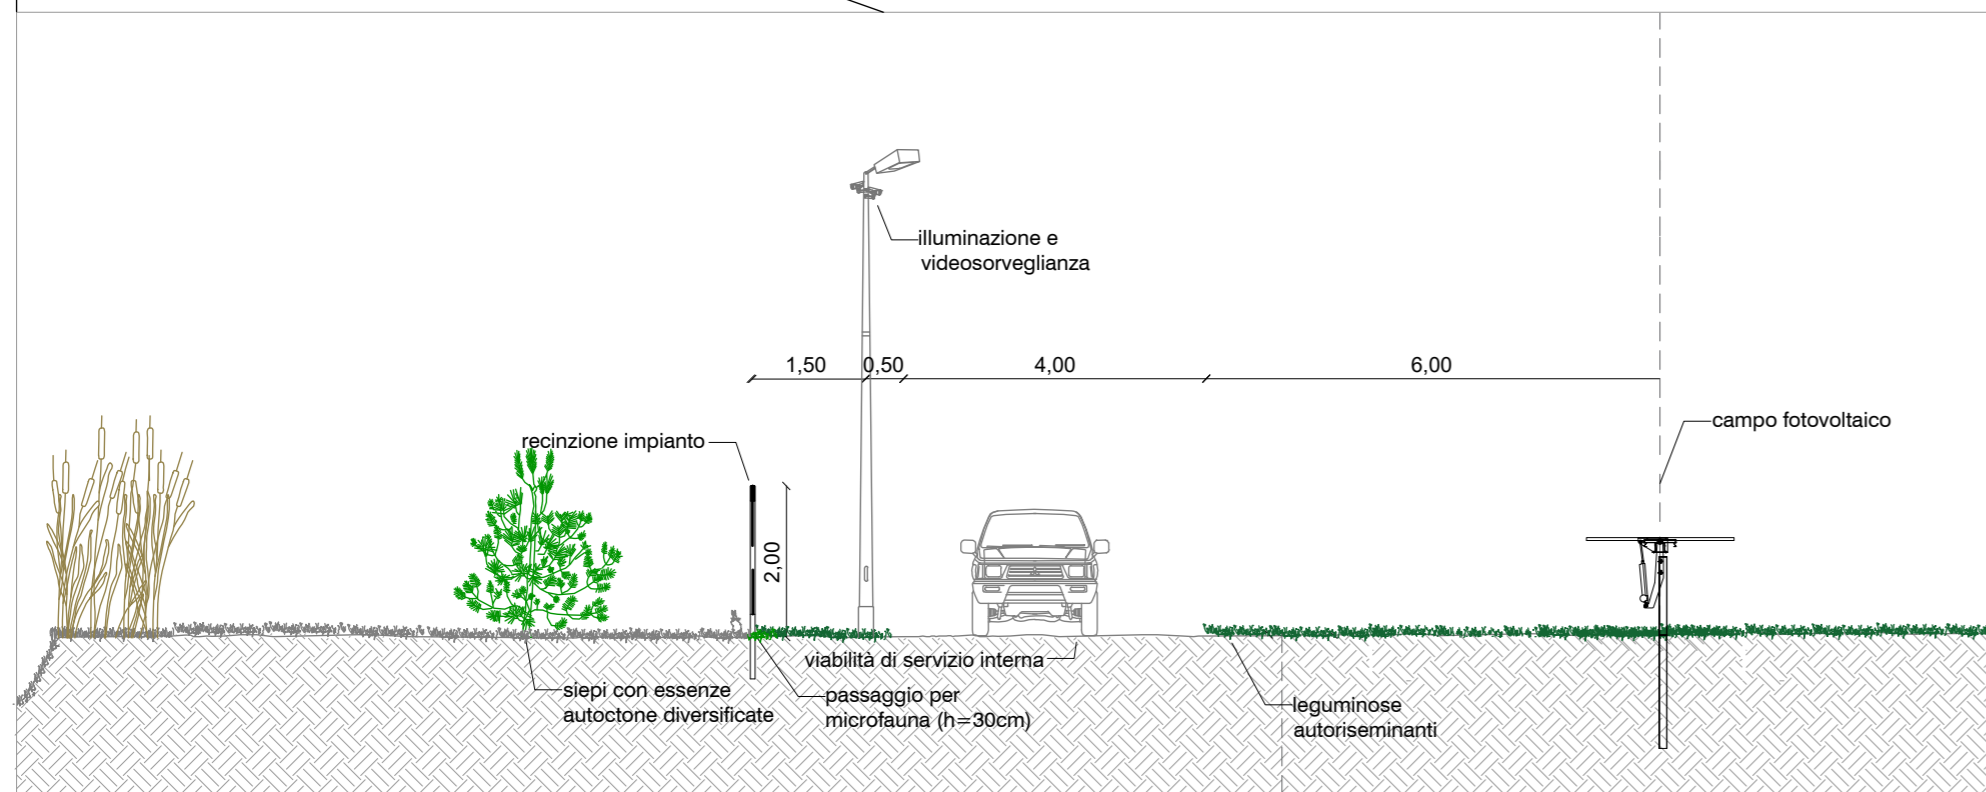 illuminazione e
videosorveglianza
1,50
0,50
4,00
6,00
campo fotovoltaico
recinzione impianto
2,00
viabilità di servizio interna
siepi con essenze
autoctone diversificate
passaggio per
microfauna (h=30cm)
leguminose
autoriseminanti